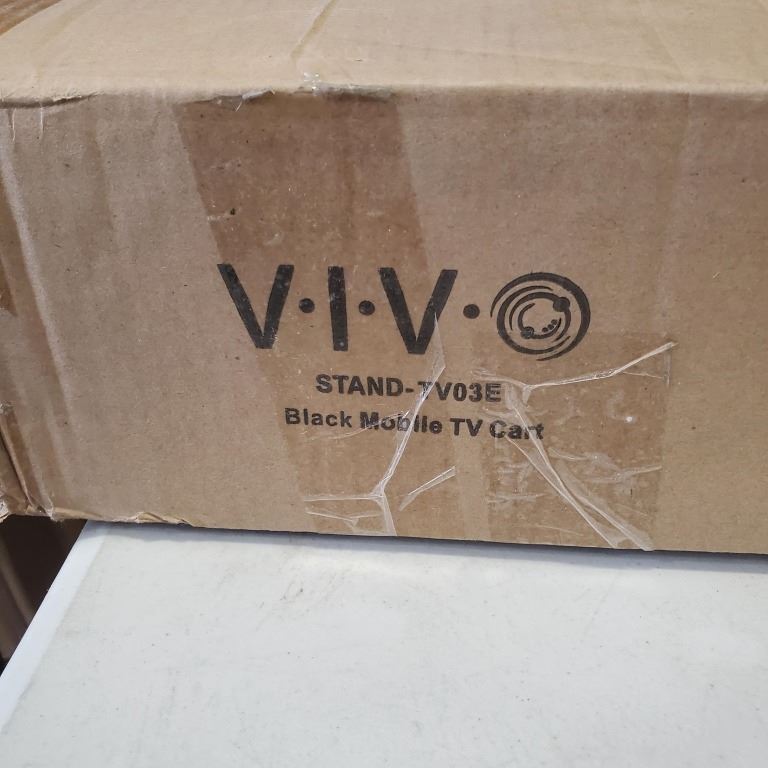 V·I·V·O
STAND-TV03E
Black Mobile TV Cart